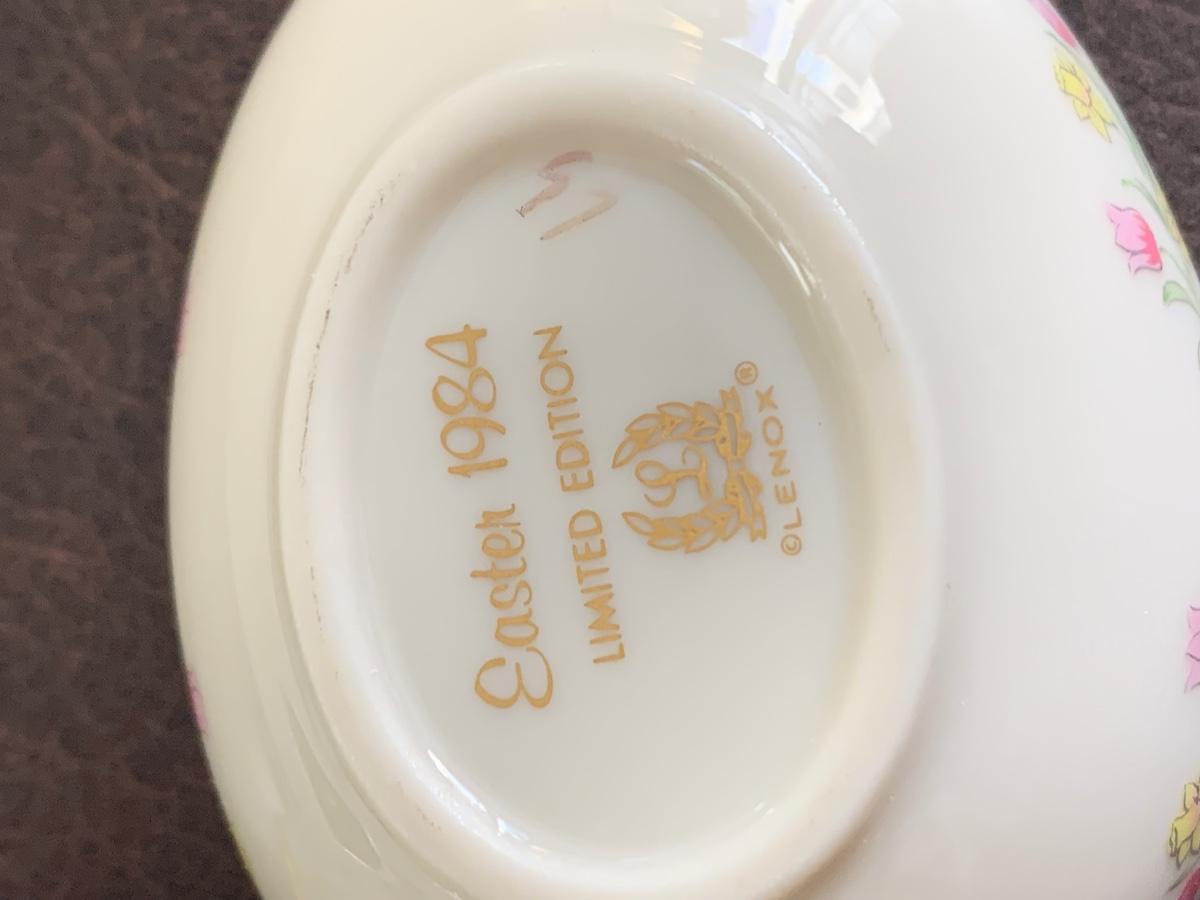 Easter 1984
LIMITED EDITION
L
®
©LENOX